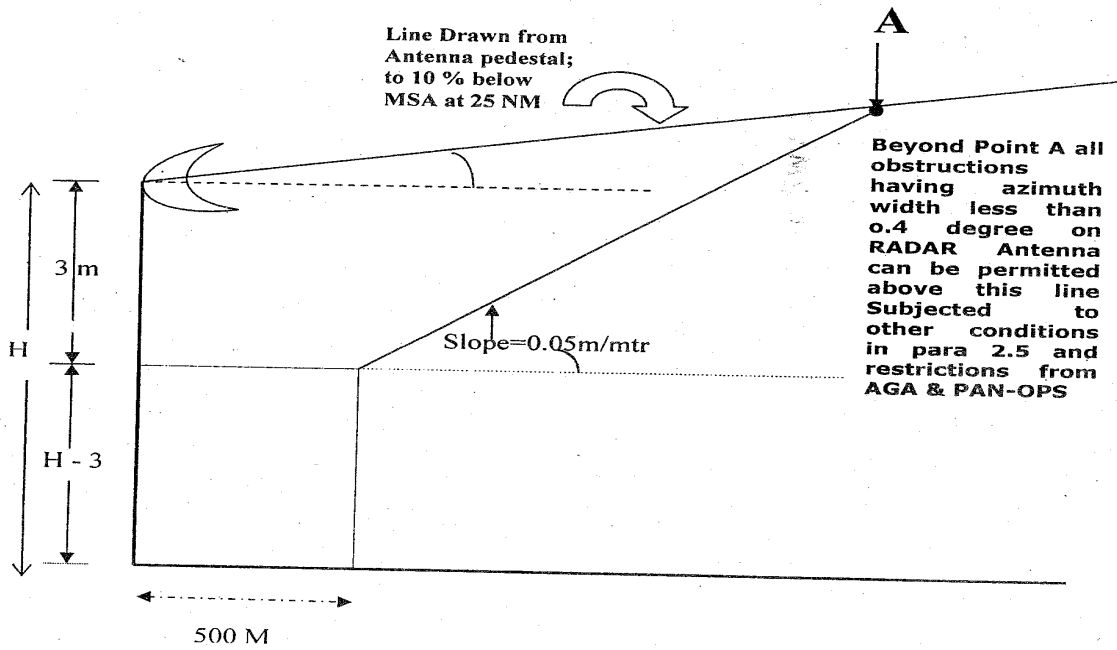 A
Line Drawn from
Antenna pedestal;
to 10 % below
MSA at 25 NM
Beyond Point A all
obstructions
having azimuth
width less than
o.4 degree on
RADAR Antenna
can be permitted
above this line
Subjected to
other conditions
in para 2.5 and
restrictions from
AGA & PAN-OPS
3 m
H
Slope=0.05m/mtr
H - 3
500 M